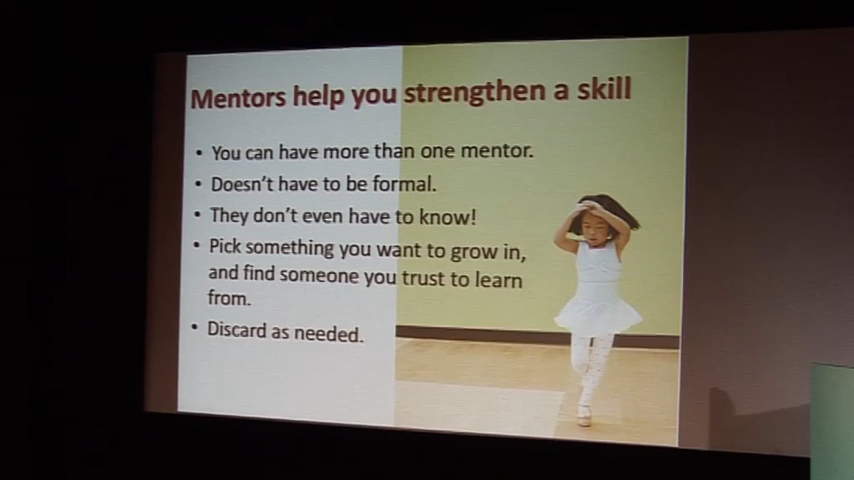 Mentors help you strengthen a skill
• You can have more than one mentor.
• Doesn't have to be formal.
• They don't even have to know!
• Pick something you want to grow in,
and find someone you trust to learn
from.
• Discard as needed.